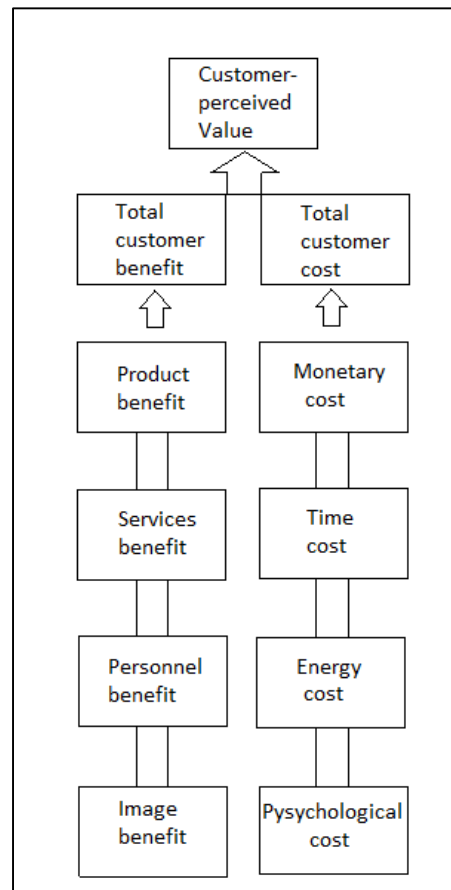 Customer-
perceived
Value
Total
customer
benefit
Total
customer
cost
Product
benefit
Monetary
cost
Services
benefit
Time
cost
Personnel
benefit
Energy
cost
Image
benefit
Pysychological
cost